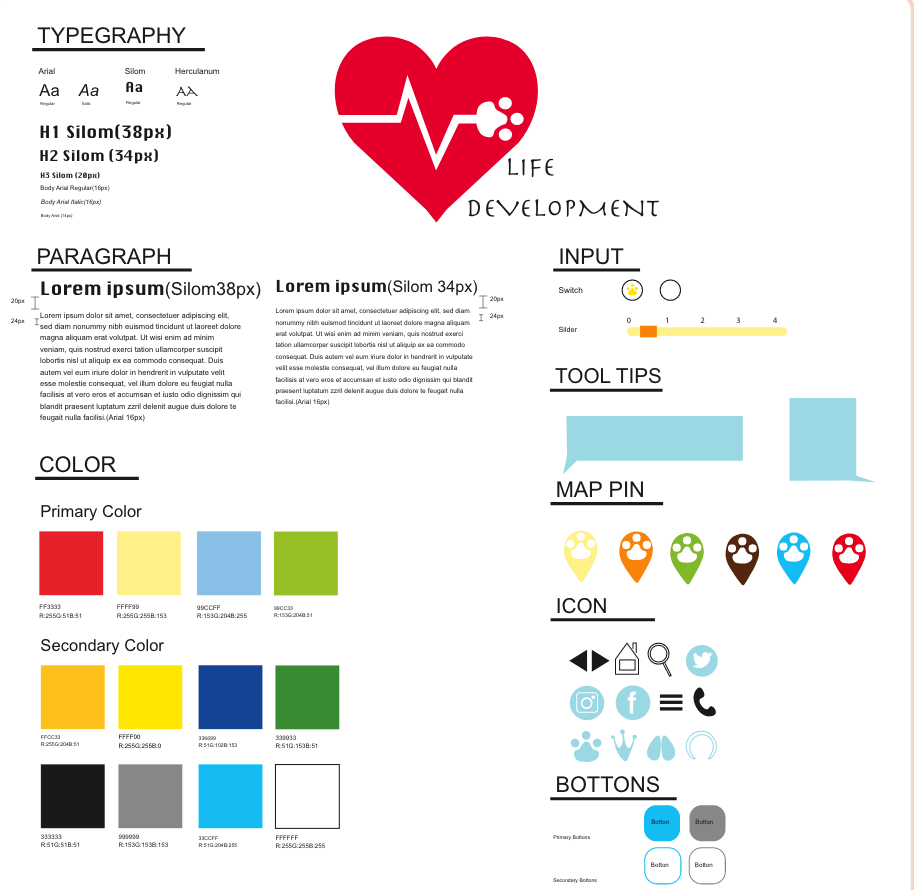 TYPEGRAPHY
Arial Silom Herculanum
Aa Aa Aa Aa
Regular Italic Regular Regular
H1 Silom(38px)
H2 Silom (34px)
H3 Silom (20px)
Body Arial Regular(16px)
Body Arial Italic(16px)
Body Arial (14px)
LIFE
DEVELOPMENT
PARAGRAPH
Lorem ipsum(Silom38px)
20px
24px
Lorem ipsum dolor sit amet, consectetuer adipiscing elit,
sed diam nonummy nibh euismod tincidunt ut laoreet dolore
magna aliquam erat volutpat. Ut wisi enim ad minim
veniam, quis nostrud exerci tation ullamcorper suscipit
lobortis nisl ut aliquip ex ea commodo consequat. Duis
autem vel eum iriure dolor in hendrerit in vulputate velit
esse molestie consequat, vel illum dolore eu feugiat nulla
facilisis at vero eros et accumsan et iusto odio dignissim qui
blandit praesent luptatum zzril delenit augue duis dolore te
feugait nulla facilisi.(Arial 16px)
Lorem ipsum(Silom 34px)
20px
24px
Lorem ipsum dolor sit amet, consectetuer adipiscing elit, sed diam
nonummy nibh euismod tincidunt ut laoreet dolore magna aliquam
erat volutpat. Ut wisi enim ad minim veniam, quis nostrud exerci
tation ullamcorper suscipit lobortis nisl ut aliquip ex ea commodo
consequat. Duis autem vel eum iriure dolor in hendrerit in vulputate
velit esse molestie consequat, vel illum dolore eu feugiat nulla
facilisis at vero eros et accumsan et iusto odio dignissim qui blandit
praesent luptatum zzril delenit augue duis dolore te feugait nulla
facilisi.(Arial 16px)
COLOR
Primary Color
FF3333
R:255G:51B:51
FFFF99
R:255G:255B:153
99CCFF
R:153G:204B:255
99CC33
R:153G:204B:51
Secondary Color
FFCC33
R:255G:204B:51
FFFF00
R:255G:255B:0
336699
R:51G:102B:153
339933
R:51G:153B:51
333333
R:51G:51B:51
999999
R:153G:153B:153
33CCFF
R:51G:204B:255
FFFFFF
R:255G:255B:255
INPUT
Switch
Silder
0 1 2 3 4
TOOL TIPS
MAP PIN
ICON
BOTTONS
Primary Bottons
Botton Botton
Secondary Bottons
Botton Botton